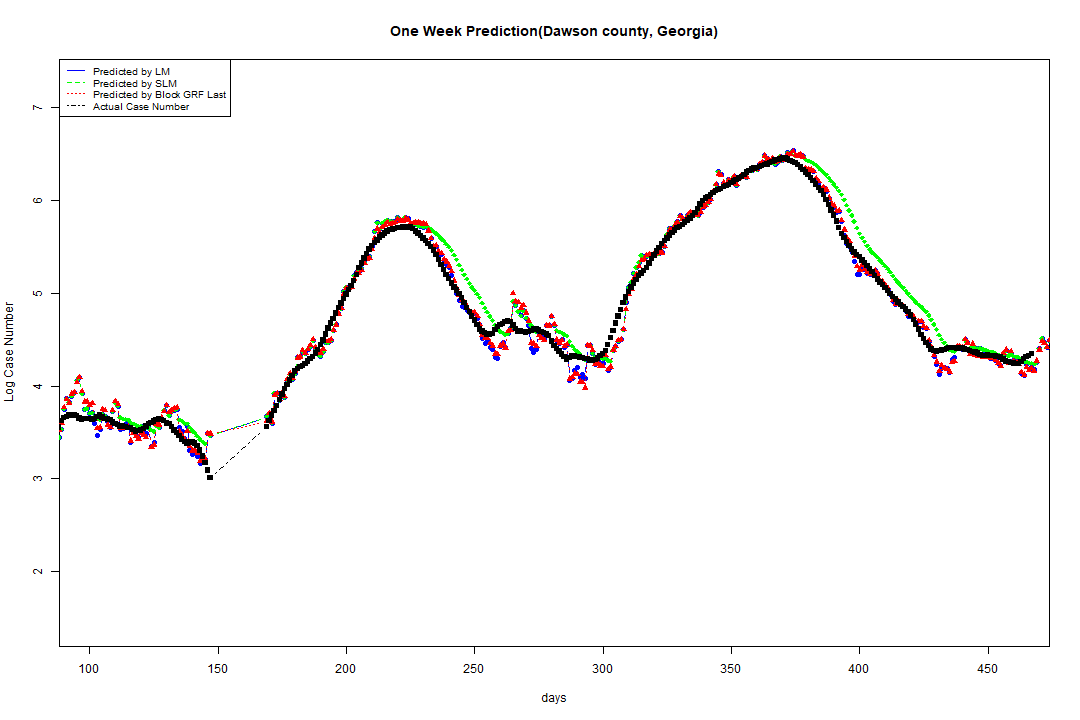 One Week Prediction(Dawson county, Georgia)
Predicted by LM
Predicted by SLM
Predicted by Block GRF Last
Actual Case Number
7
6
5
4
3
2
Log Case Number
100 150 200 250 300 350 400 450
days